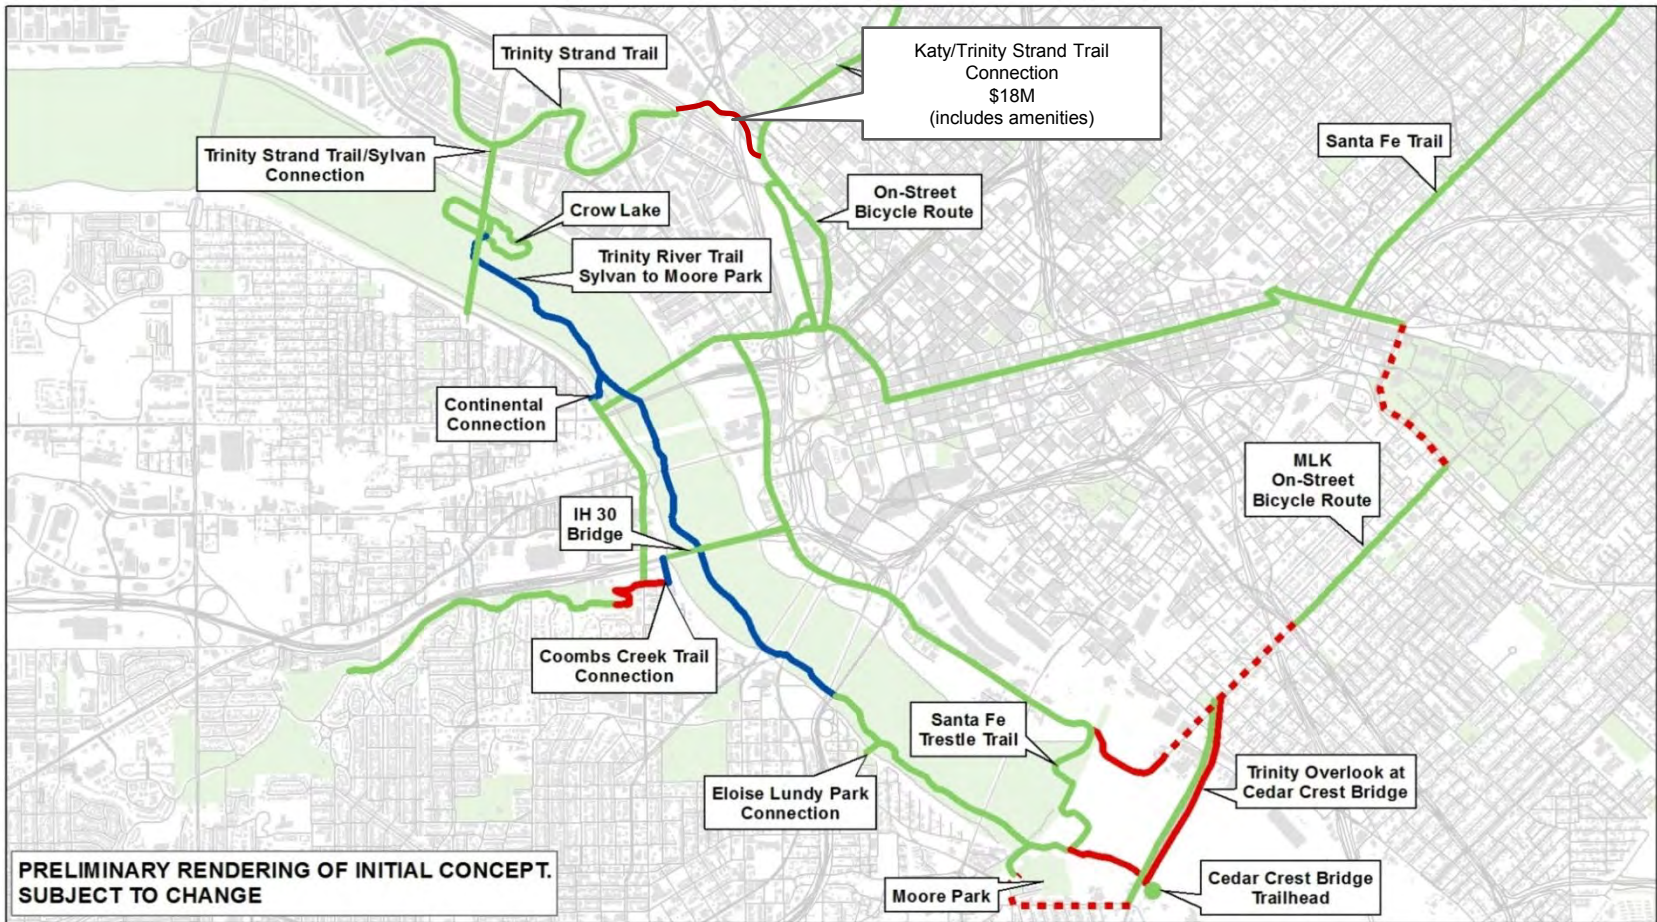 Trinity Strand Trail
Katy/Trinity Strand Trail
Connection
$18M
(includes amenities)
Santa Fe Trail
Trinity Strand Trail/Sylvan
Connection
Crow Lake
On-Street
Bicycle Route
Trinity River Trail
Sylvan to Moore Park
Continental
Connection
MLK
On-Street
Bicycle Route
IH 30
Bridge
Coombs Creek Trail
Connection
Santa Fe
Trestle Trail
Trinity Overlook at
Cedar Crest Bridge
Eloise Lundy Park
Connection
Moore Park
Cedar Crest Bridge
Trailhead
PRELIMINARY RENDERING OF INITIAL CONCEPT.
SUBJECT TO CHANGE